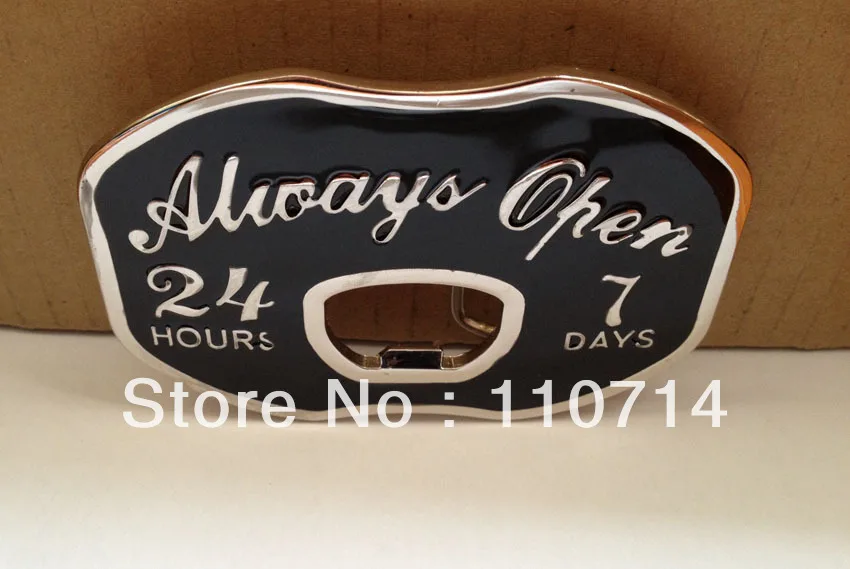 Always Open
24 7
HOURS DAYS
Store No : 110714